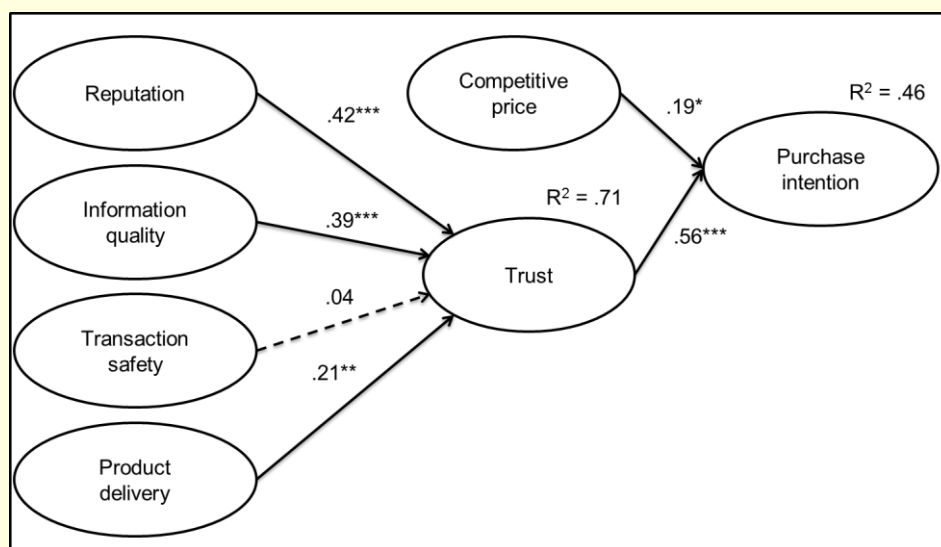 Reputation
.42***
Information
quality
.39***
Transaction
safety
.04
Product
delivery
.21**
Competitive
price
.19*
R² = .71
Trust
.56***
R² = .46
Purchase
intention